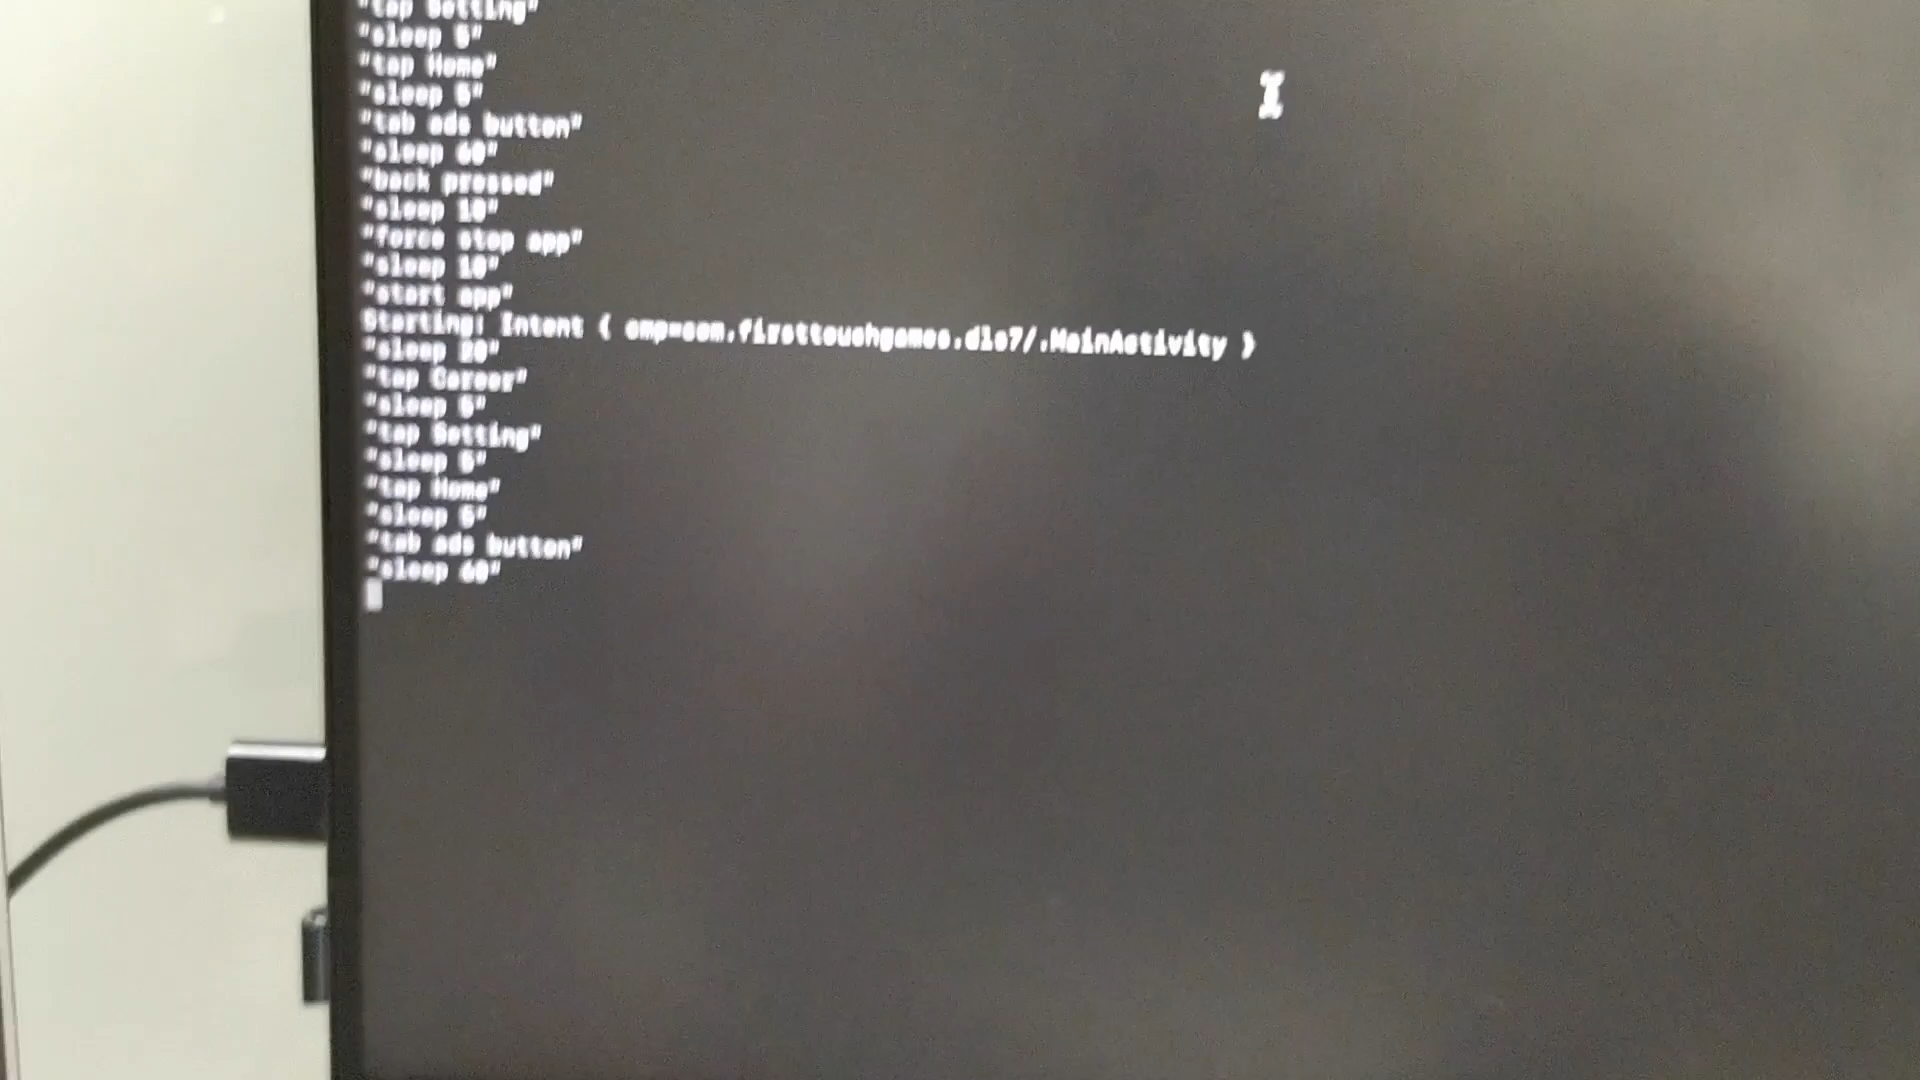 "tap Setting"
"sleep 5"
"tap Home"
"sleep 5"
"tab ads button"
"sleep 60"
"back pressed"
"sleep 10"
"force stop app"
"sleep 10"
"start app"
Starting: Intent { cmp=com.firsttouchgames.dls7/.MainActivity }
"sleep 20"
"tap Career"
"sleep 5"
"tap Setting"
"sleep 5"
"tap Home"
"sleep 5"
"tab ads button"
"sleep 60"